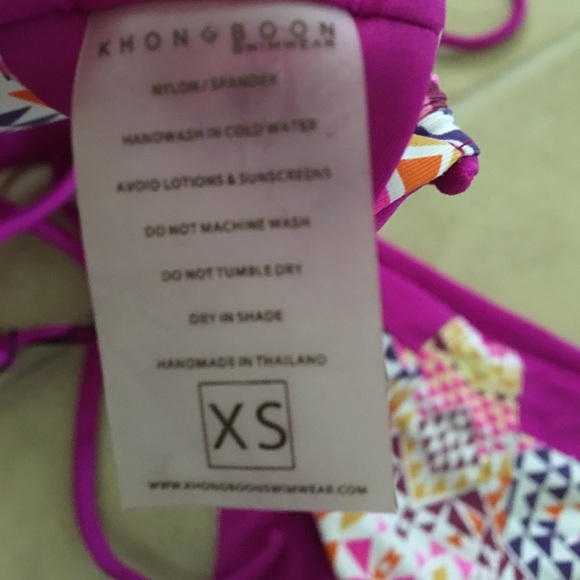 KHONGBOON
SWIMWEAR
NYLON / SPANDEX
HANDWASH IN COLD WATER
AVOID LOTIONS & SUNSCREENS
DO NOT MACHINE WASH
DO NOT TUMBLE DRY
DRY IN SHADE
HANDMADE IN THAILAND
XS
WWW.KHONGBOONSWIMWEAR.COM